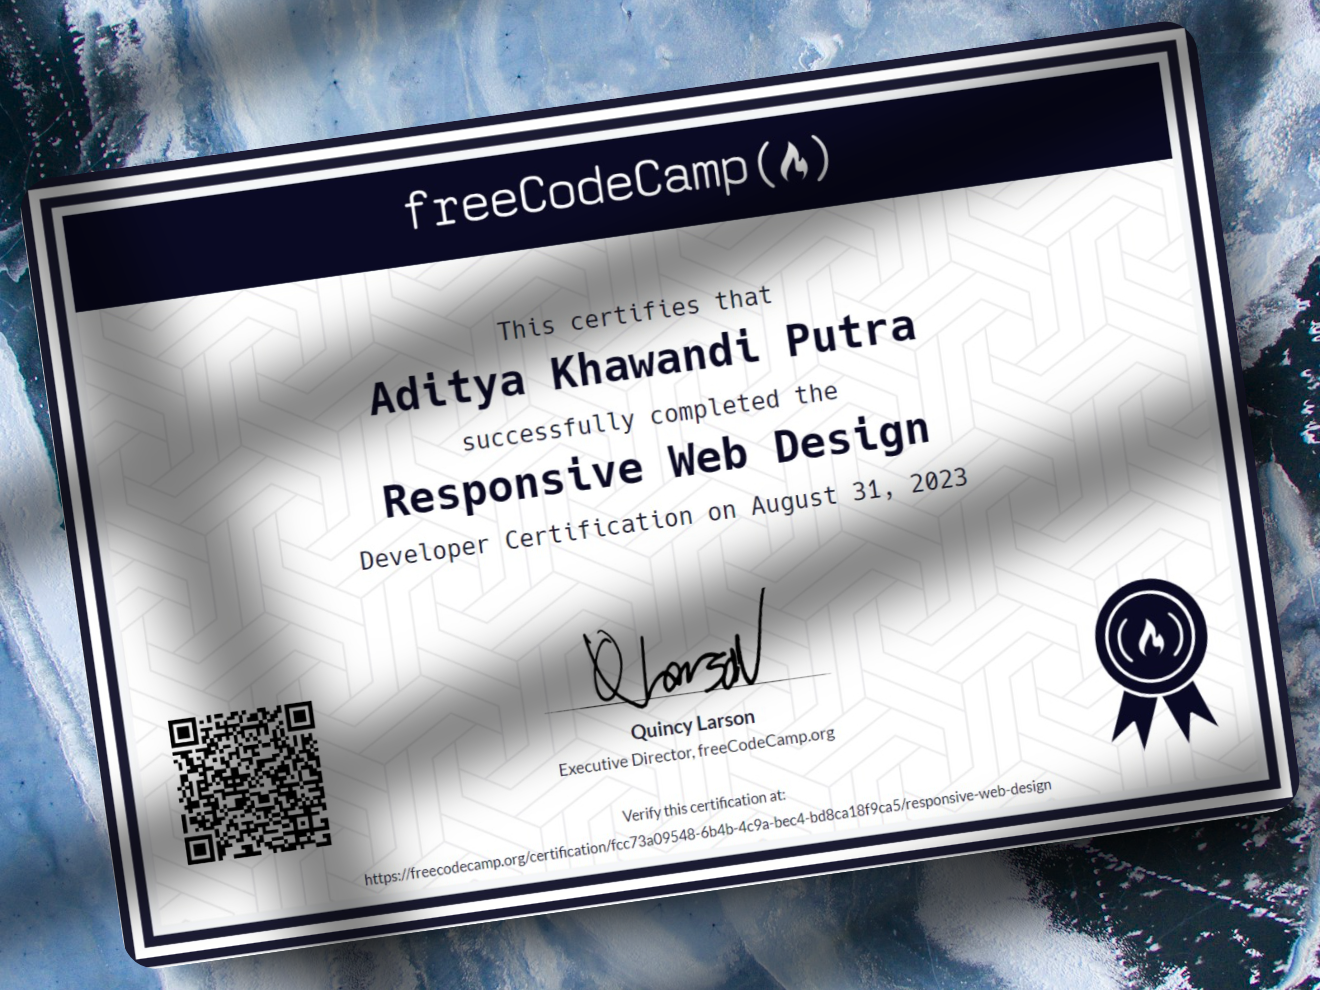 freeCodeCamp
This certifies that
Aditya Khawandi Putra
successfully completed the
Responsive Web Design
Developer Certification on August 31, 2023
Q Larson
Quincy Larson
Executive Director, freeCodeCamp.org
Verify this certification at:
https://freecodecamp.org/certification/fcc73a09548-6b4b-4c9a-bec4-bd8ca18f9ca5/responsive-web-design